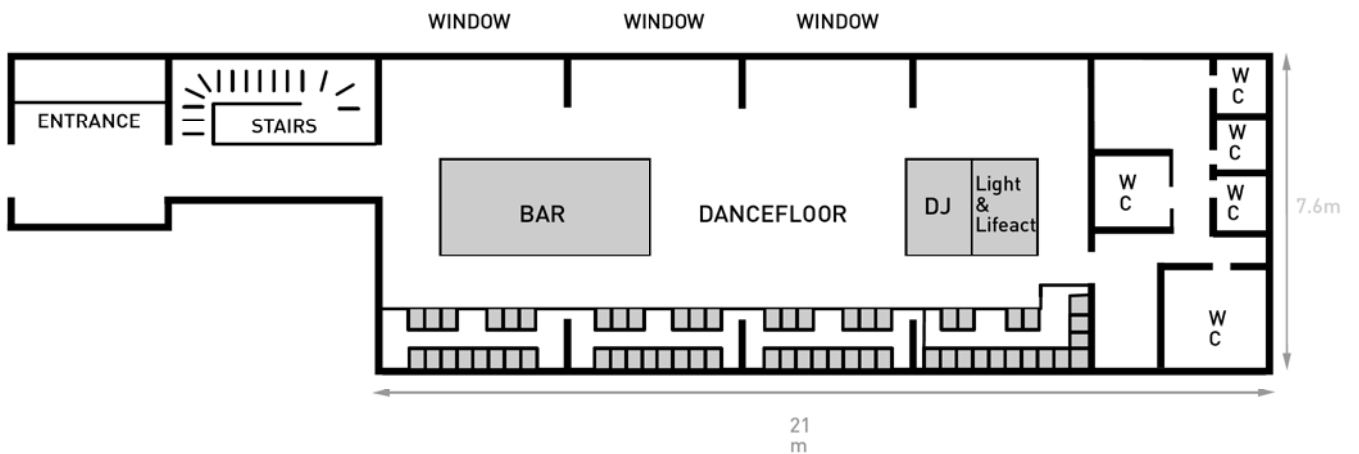 WINDOW
WINDOW
WINDOW
ENTRANCE
STAIRS
BAR
DANCEFLOOR
DJ
Light
&
Lifeact
W
C
W
C
W
C
W
C
W
C
7.6m
21
m